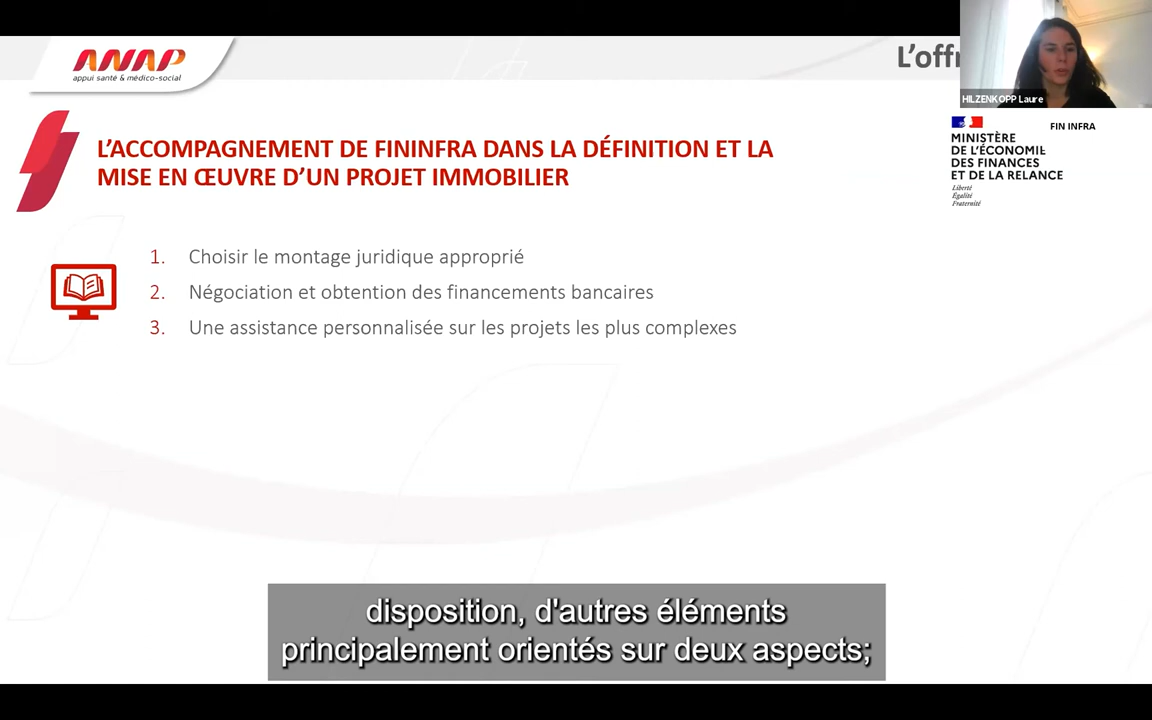 ANAP
appui santé & médico-social
L'offr
HILZENKOPP Laure
FIN INFRA
MINISTÈRE
DE L'ÉCONOMIE
DES FINANCES
ET DE LA RELANCE
Liberté
Égalité
Fraternité
L'ACCOMPAGNEMENT DE FININFRA DANS LA DÉFINITION ET LA
MISE EN ŒUVRE D'UN PROJET IMMOBILIER
1. Choisir le montage juridique approprié
2. Négociation et obtention des financements bancaires
3. Une assistance personnalisée sur les projets les plus complexes
disposition, d'autres éléments
principalement orientés sur deux aspects;